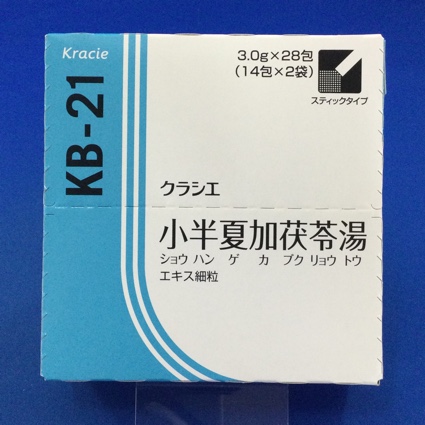 Kracie
KB-21
3.0g×28包
(14包×2袋)
スティックタイプ
クラシエ
小半夏加茯苓湯
ショウ ハン ゲ カ ブク リョウ トウ
エキス細粒